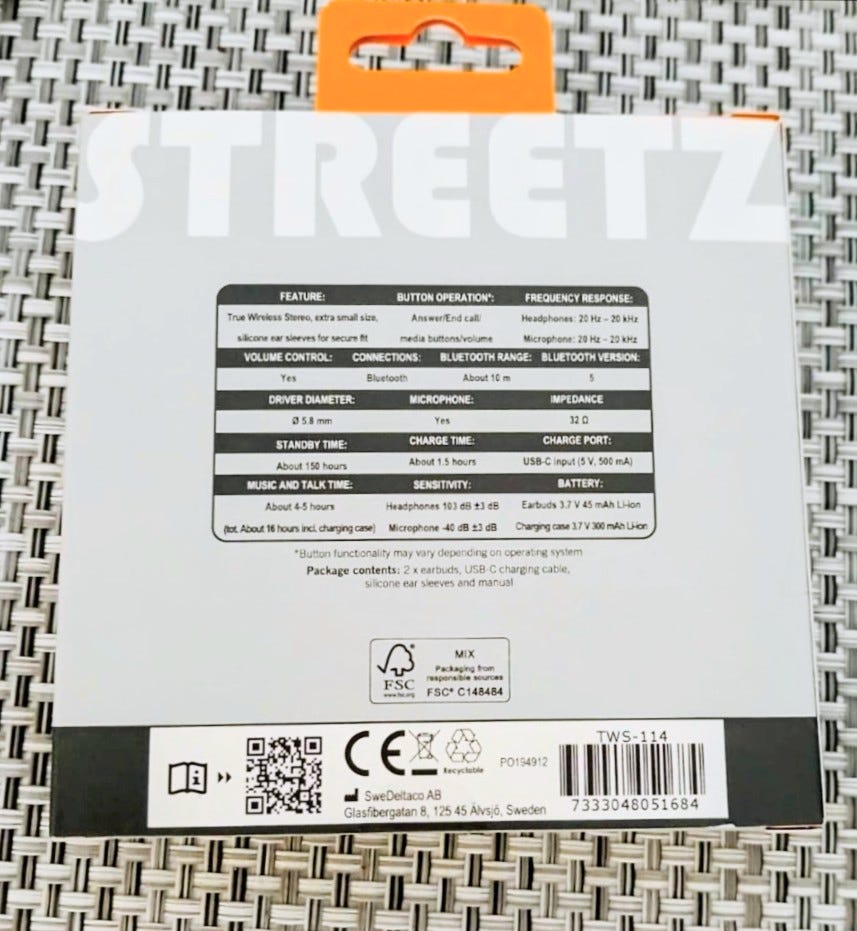 STREETZ
FEATURE: BUTTON OPERATION*: FREQUENCY RESPONSE:
True Wireless Stereo, extra small size, Answer/End call/ Headphones: 20 Hz – 20 kHz
silicone ear sleeves for secure fit media buttons/volume Microphone: 20 Hz – 20 kHz
VOLUME CONTROL: CONNECTIONS: BLUETOOTH RANGE: BLUETOOTH VERSION:
Yes Bluetooth About 10 m 5
DRIVER DIAMETER: MICROPHONE: IMPEDANCE
Ø 5.8 mm Yes 32 Ω
STANDBY TIME: CHARGE TIME: CHARGE PORT:
About 150 hours About 1.5 hours USB-C input (5 V, 500 mA)
MUSIC AND TALK TIME: SENSITIVITY: BATTERY:
About 4-5 hours Headphones 103 dB ±3 dB Earbuds 3.7 V 45 mAh Li-ion
(tot. About 16 hours incl. charging case) Microphone -40 dB ±3 dB Charging case 3.7 V 300 mAh Li-ion
*Button functionality may vary depending on operating system
Package contents: 2 x earbuds, USB-C charging cable,
silicone ear sleeves and manual
FSC
www.fsc.org
MIX
Packaging from
responsible sources
FSC® C148484
CE
Recyclable
PO194912
TWS-114
7333048051684
SweDeltaco AB
Glasfibergatan 8, 125 45 Älvsjö, Sweden